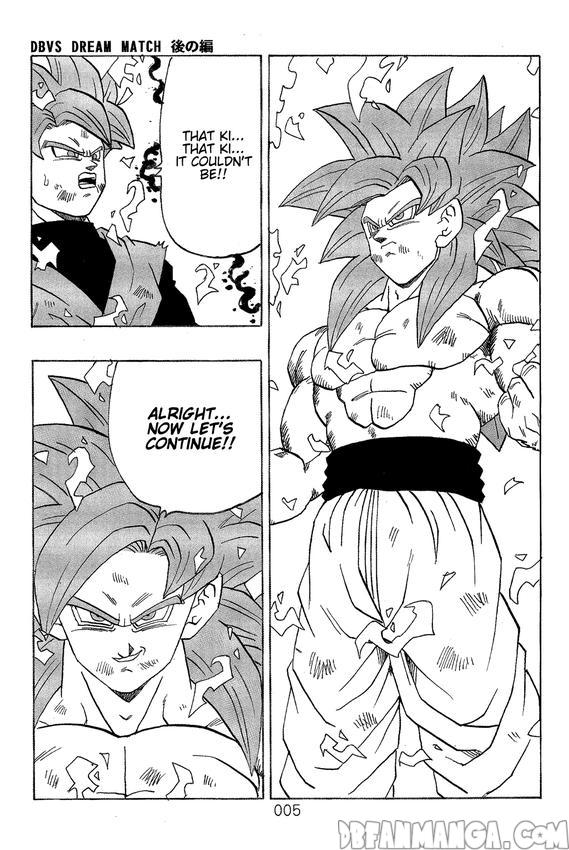 DBVS DREAM MATCH 後の編
THAT KI...
THAT KI...
IT COULDN'T
BE!!
ALRIGHT...
NOW LET'S
CONTINUE!!
005
DBFANMANGA.COM